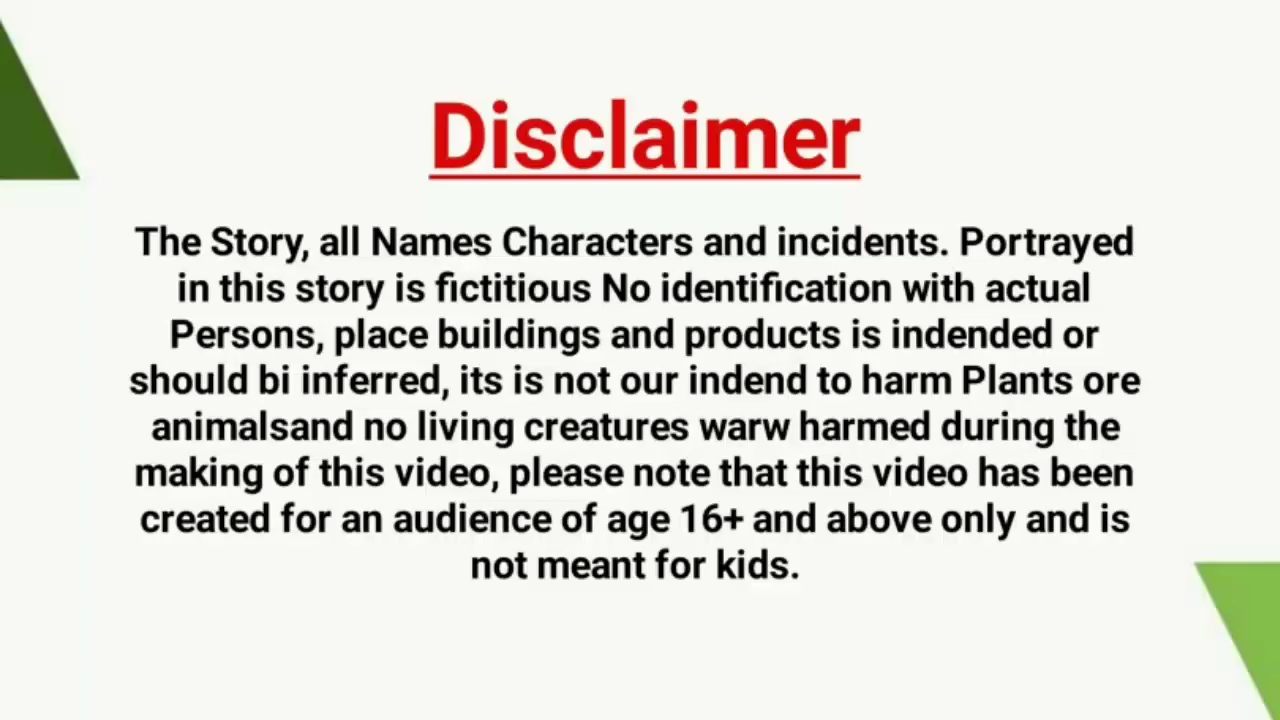 Disclaimer
The Story, all Names Characters and incidents. Portrayed
in this story is fictitious No identification with actual
Persons, place buildings and products is indended or
should bi inferred, its is not our indend to harm Plants ore
animalsand no living creatures warw harmed during the
making of this video, please note that this video has been
created for an audience of age 16+ and above only and is
not meant for kids.